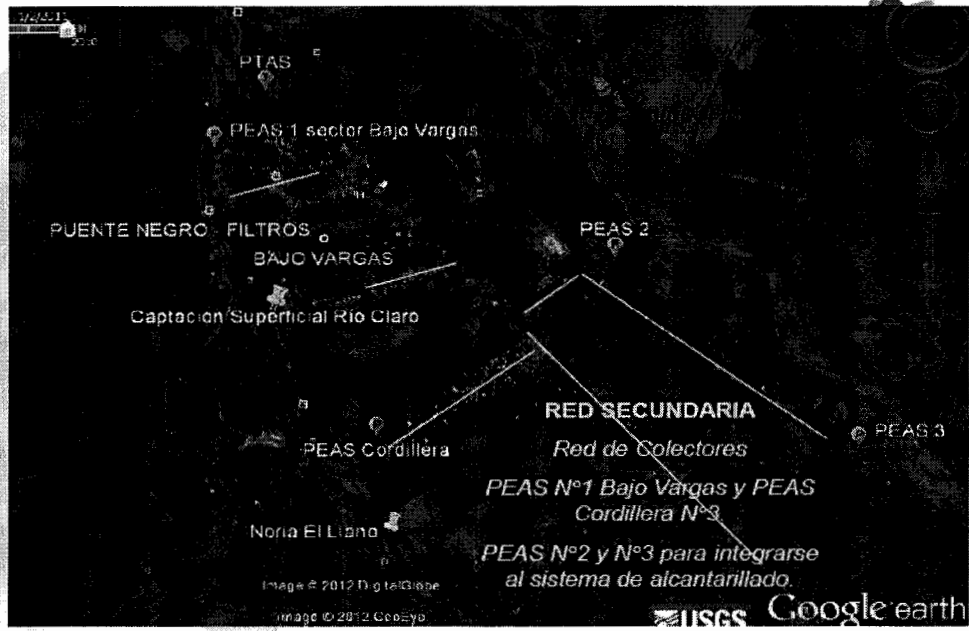 PTAS
PEAS 1 sector Bajo Vargas
PUENTE NEGRO - FILTROS
BAJO VARGAS
PEAS 2
Captacion Superficial Río Claro
RED SECUNDARIA
PEAS 3
PEAS Cordillera
Red de Colectores
PEAS N°1 Bajo Vargas y PEAS
Cordillera N°3
Noria El Llano
PEAS N°2 y N°3 para integrarse
al sistema de alcantarillado.
Image © 2012 DigitalGlobe
Image © 2012 GeoEye
USGS Google earth